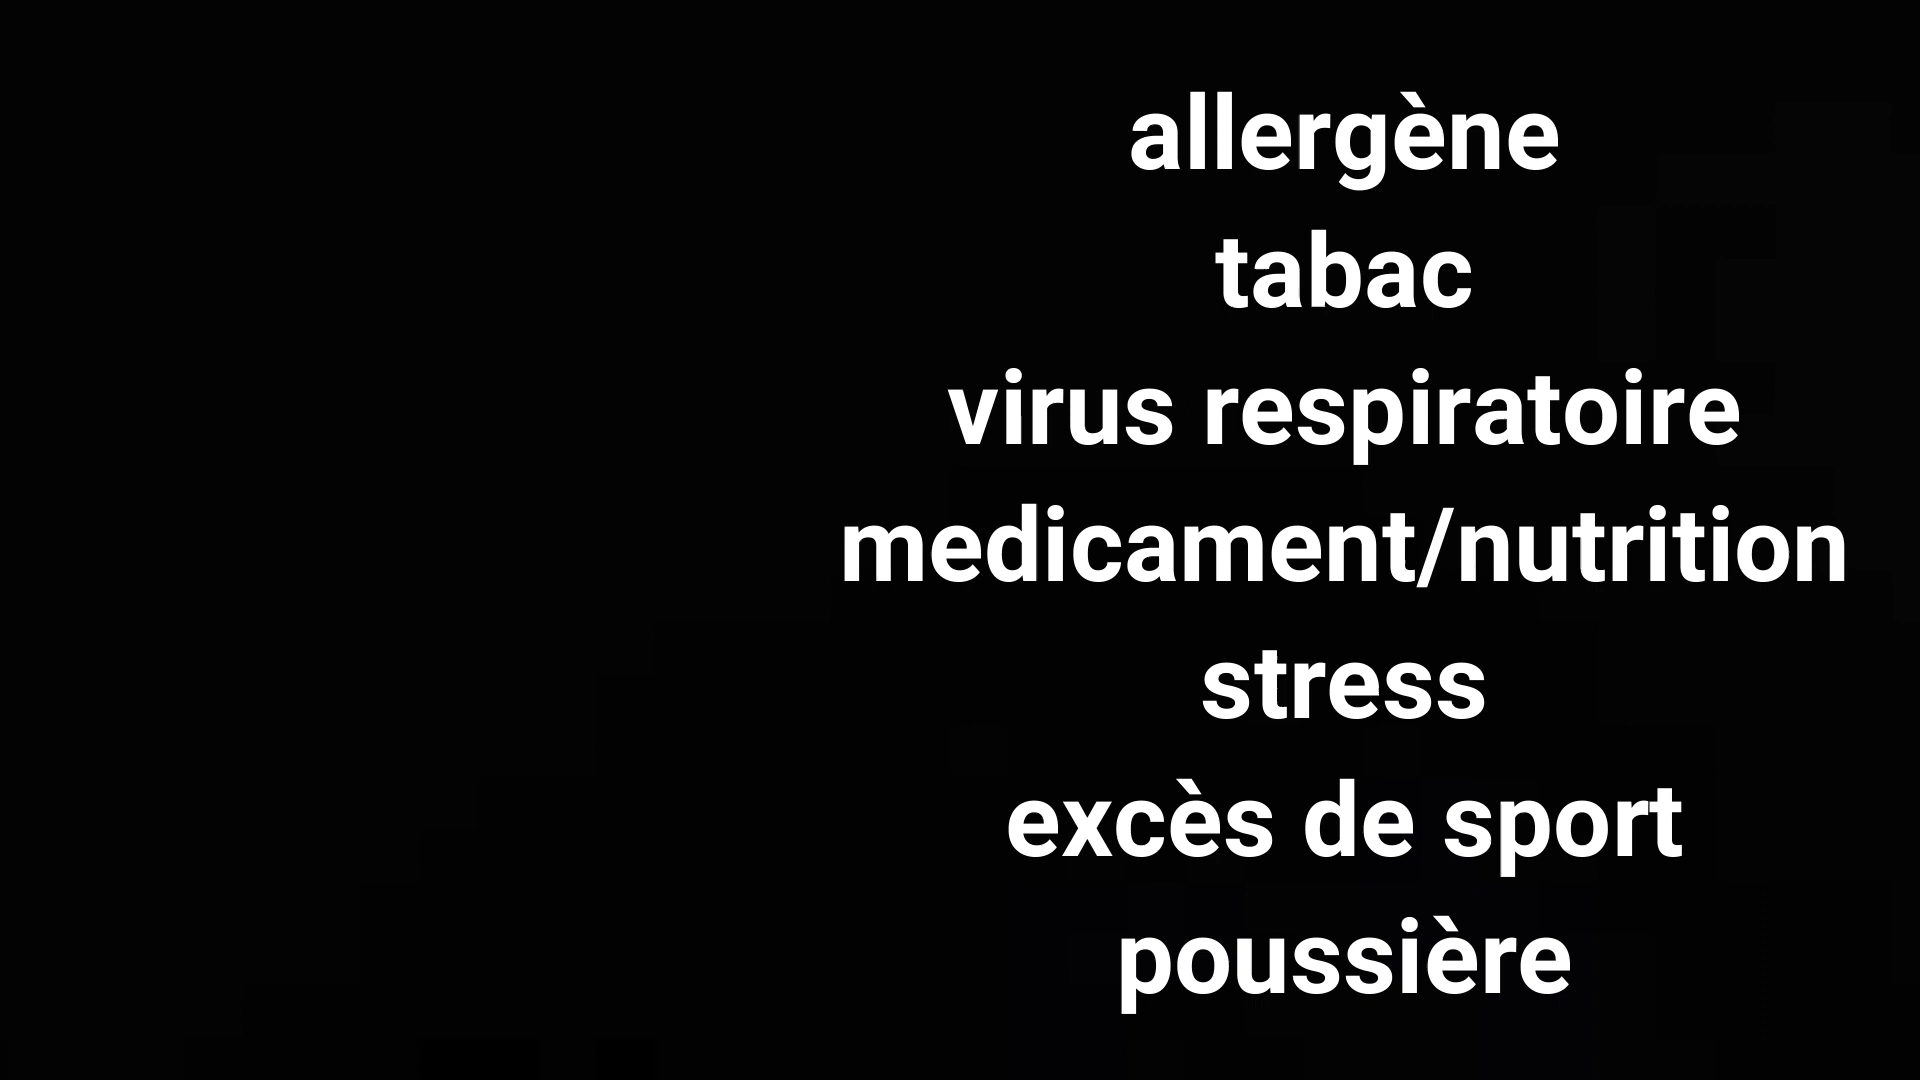 allergène
tabac
virus respiratoire
medicament/nutrition
stress
excès de sport
poussière